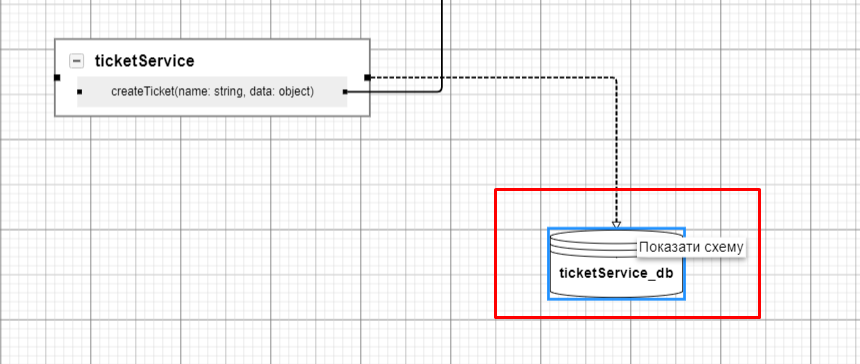 ticketService
createTicket(name: string, data: object)
Показати схему
ticketService_db